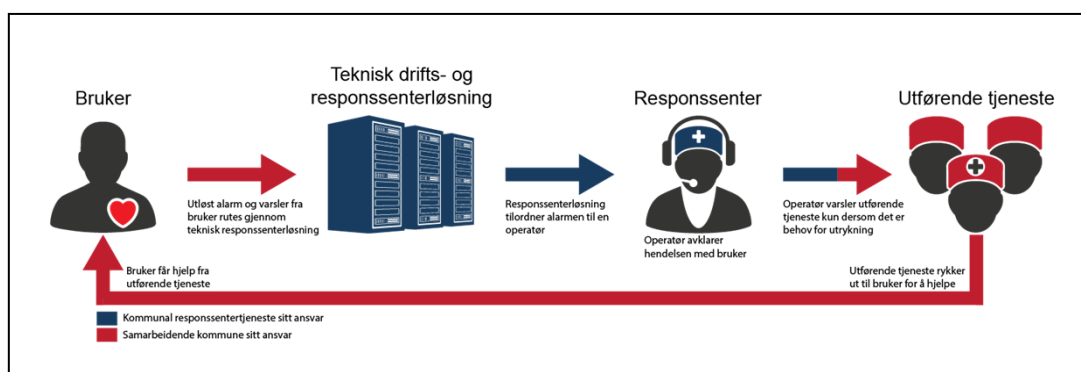 Bruker
Teknisk drifts- og
responssenterløsning
Responssenter
Utførende tjeneste
Utløst alarm og varsler fra
bruker rutes gjennom
teknisk responssenterløsning
Responssenterløsning
tilordner alarmen til en
operatør
Operatør avklarer
hendelsen med bruker
Operatør varsler utførende
tjeneste kun dersom det er
behov for utrykning
Bruker får hjelp fra
utførende tjeneste
Utførende tjeneste rykker
ut til bruker for å hjelpe
Kommunal responssentertjeneste sitt ansvar
Samarbeidende kommune sitt ansvar